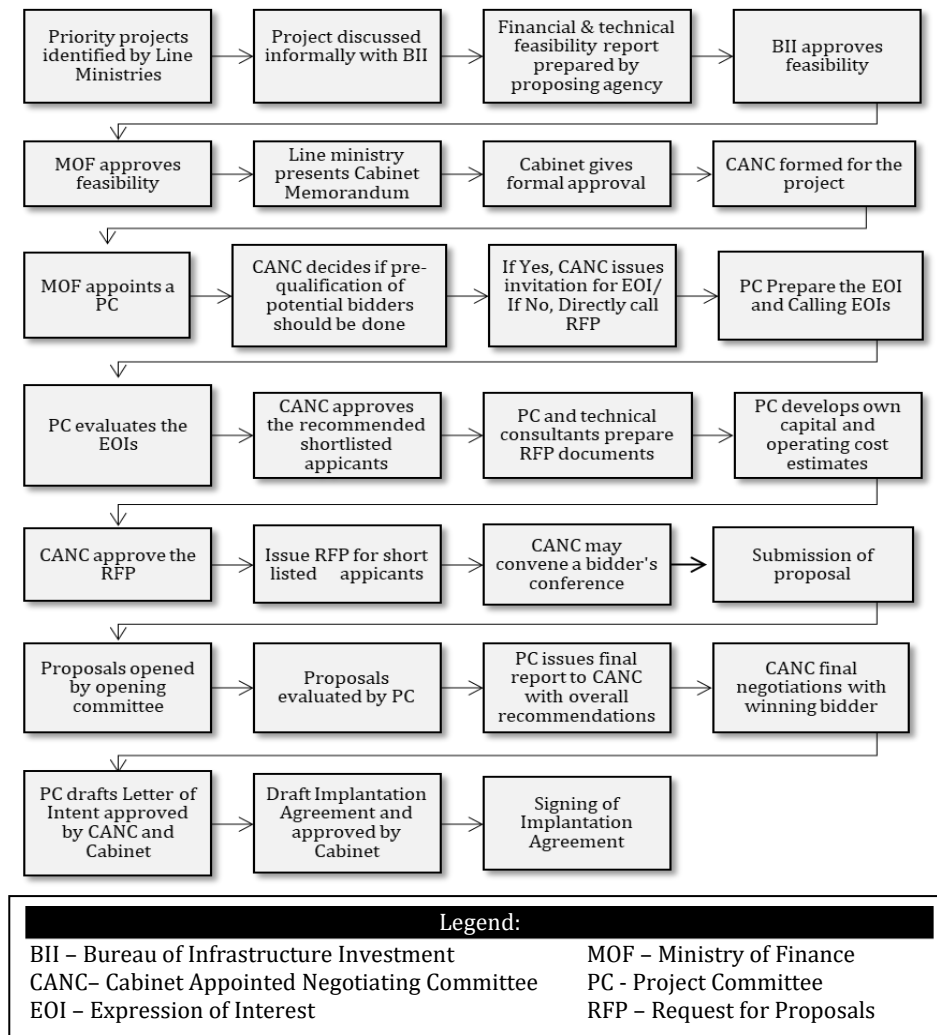 Priority projects
identified by Line
Ministries
Project discussed
informally with BII
Financial & technical
feasibility report
prepared by
proposing agency
BII approves
feasibility
MOF approves
feasibility
Line ministry
presents Cabinet
Memorandum
Cabinet gives
formal approval
CANC formed for the
project
MOF appoints a
PC
CANC decides if pre-
qualification of
potential bidders
should be done
If Yes, CANC issues
invitation for EOI/
If No, Directly call
RFP
PC Prepare the EOI
and Calling EOIs
PC evaluates the
EOIs
CANC approves
the recommended
shortlisted
appicants
PC and technical
consultants prepare
RFP documents
PC develops own
capital and
operating cost
estimates
CANC approve the
RFP
Issue RFP for short
listed appicants
CANC may
convene a bidder's
conference
Submission of
proposal
Proposals opened
by opening
committee
Proposals
evaluated by PC
PC issues final
report to CANC
with overall
recommendations
CANC final
negotiations with
winning bidder
PC drafts Letter of
Intent approved
by CANC and
Cabinet
Draft Implantation
Agreement and
approved by
Cabinet
Signing of
Implantation
Agreement
Legend:
BII – Bureau of Infrastructure Investment
MOF – Ministry of Finance
CANC– Cabinet Appointed Negotiating Committee
PC - Project Committee
EOI – Expression of Interest
RFP – Request for Proposals